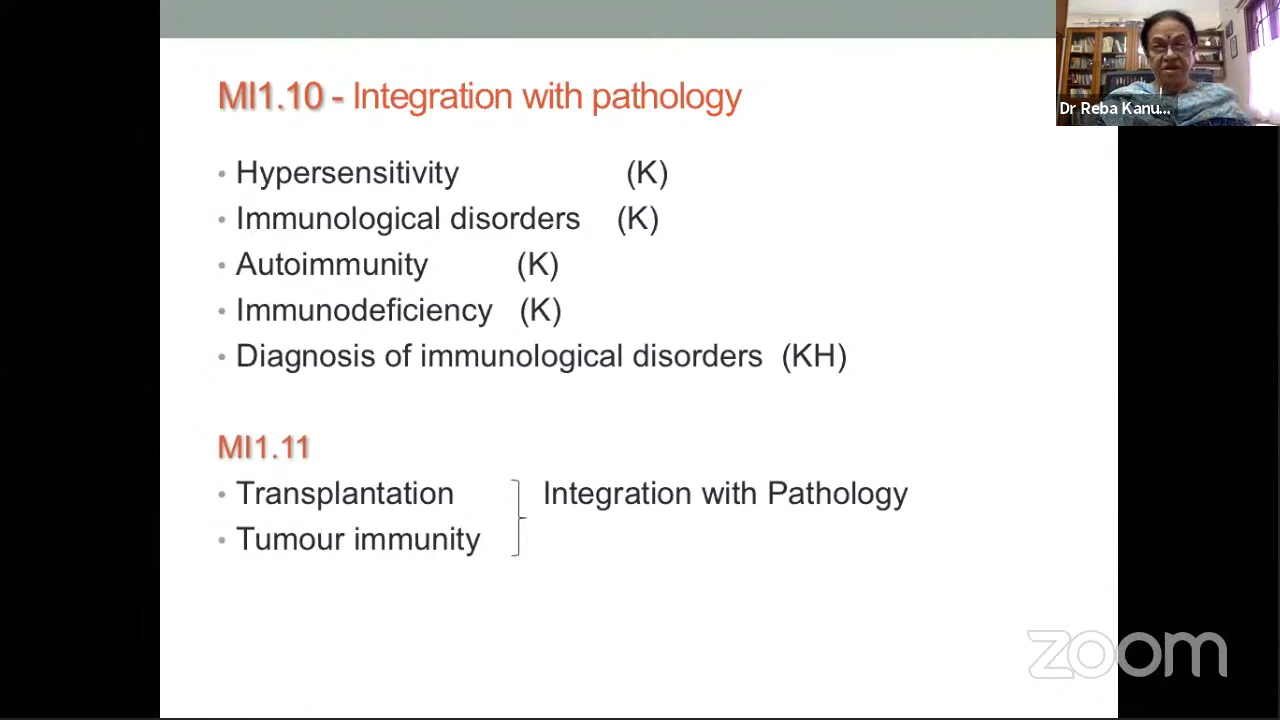 MI1.10 - Integration with pathology
Dr Reba Kanu...
• Hypersensitivity (K)
• Immunological disorders (K)
• Autoimmunity (K)
• Immunodeficiency (K)
• Diagnosis of immunological disorders (KH)
MI1.11
• Transplantation Integration with Pathology
• Tumour immunity
zoom